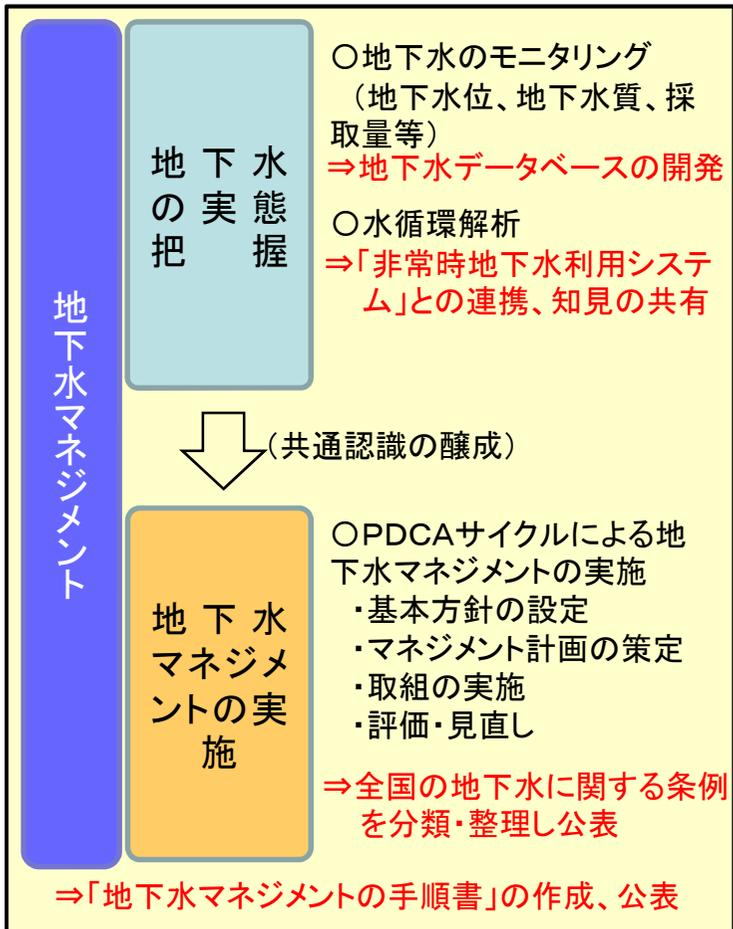 地下水マネジメント
地 下 水
の 実 態
把 握
〇地下水のモニタリング
（地下水位、地下水質、採
取量等）
⇒地下水データベースの開発
〇水循環解析
⇒「非常時地下水利用システ
ム」との連携、知見の共有
（共通認識の醸成）
地 下 水
マネジメ
ントの実
施
〇ＰＤＣＡサイクルによる地
下水マネジメントの実施
・基本方針の設定
・マネジメント計画の策定
・取組の実施
・評価・見直し
⇒全国の地下水に関する条例
を分類・整理し公表
⇒「地下水マネジメントの手順書」の作成、公表